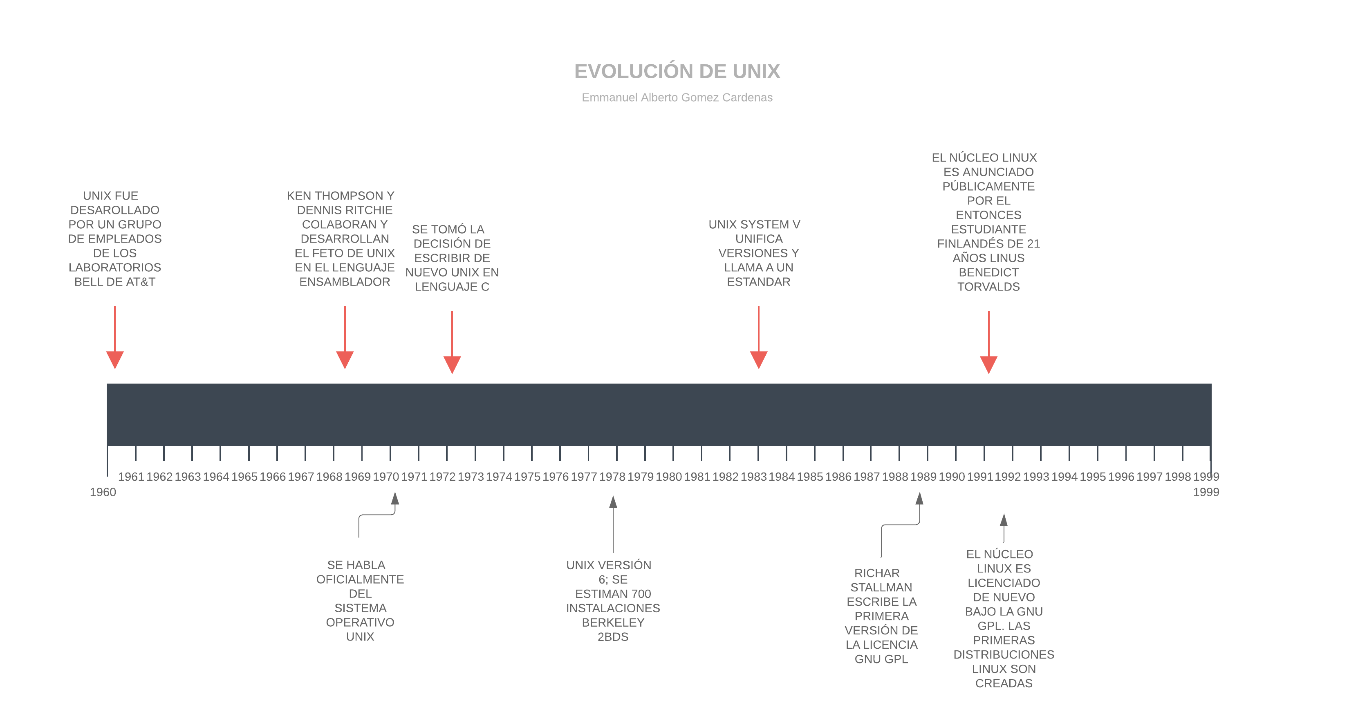 EVOLUCIÓN DE UNIX
Emmanuel Alberto Gomez Cardenas
UNIX FUE
DESAROLLADO
POR UN GRUPO
DE EMPLEADOS
DE LOS
LABORATORIOS
BELL DE AT&T
KEN THOMPSON Y
DENNIS RITCHIE
COLABORAN Y
DESARROLLAN
EL FETO DE UNIX
EN EL LENGUAJE
ENSAMBLADOR
SE TOMÓ LA
DECISIÓN DE
ESCRIBIR DE
NUEVO UNIX EN
LENGUAJE C
UNIX SYSTEM V
UNIFICA
VERSIONES Y
LLAMA A UN
ESTANDAR
EL NÚCLEO LINUX
ES ANUNCIADO
PÚBLICAMENTE
POR EL
ENTONCES
ESTUDIANTE
FINLANDÉS DE 21
AÑOS LINUS
BENEDICT
TORVALDS
1961 1962 1963 1964 1965 1966 1967 1968 1969 1970 1971 1972 1973 1974 1975 1976 1977 1978 1979 1980 1981 1982 1983 1984 1985 1986 1987 1988 1989 1990 1991 1992 1993 1994 1995 1996 1997 1998 1999
1960 1999
SE HABLA
OFICIALMENTE
DEL
SISTEMA
OPERATIVO
UNIX
UNIX VERSIÓN
6; SE
ESTIMAN 700
INSTALACIONES
BERKELEY
2BDS
RICHAR
STALLMAN
ESCRIBE LA
PRIMERA
VERSIÓN DE
LA LICENCIA
GNU GPL
EL NÚCLEO
LINUX ES
LICENCIADO
DE NUEVO
BAJO LA GNU
GPL. LAS
PRIMERAS
DISTRIBUCIONES
LINUX SON
CREADAS